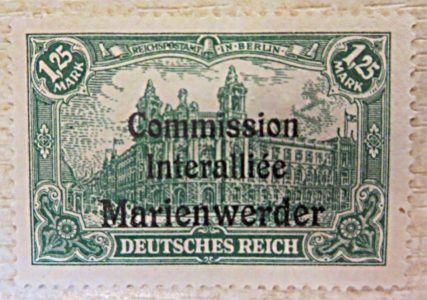 REICHSPOSTAMT IN BERLIN
1,25 MARK
1,25 MARK
Commission
Interalliée
Marienwerder
DEUTSCHES REICH